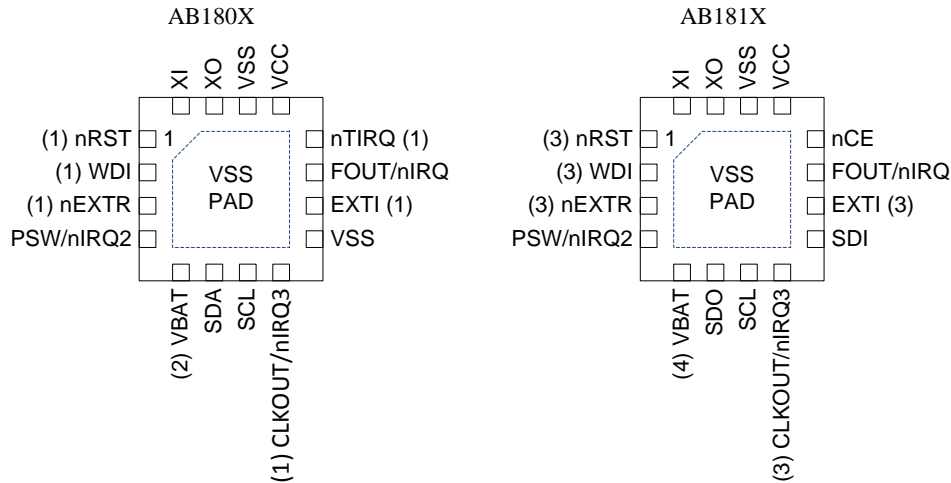 AB180X
XI
XO
VSS
VCC
(1) nRST
1
nTIRQ (1)
(1) WDI
FOUT/nIRQ
(1) nEXTR
EXTI (1)
PSW/nIRQ2
VSS
VSS
PAD
(2) VBAT
SDA
SCL
(1) CLKOUT/nIRQ3
AB181X
XI
XO
VSS
VCC
(3) nRST
1
nCE
(3) WDI
FOUT/nIRQ
(3) nEXTR
EXTI (3)
PSW/nIRQ2
SDI
VSS
PAD
(4) VBAT
SDO
SCL
(3) CLKOUT/nIRQ3